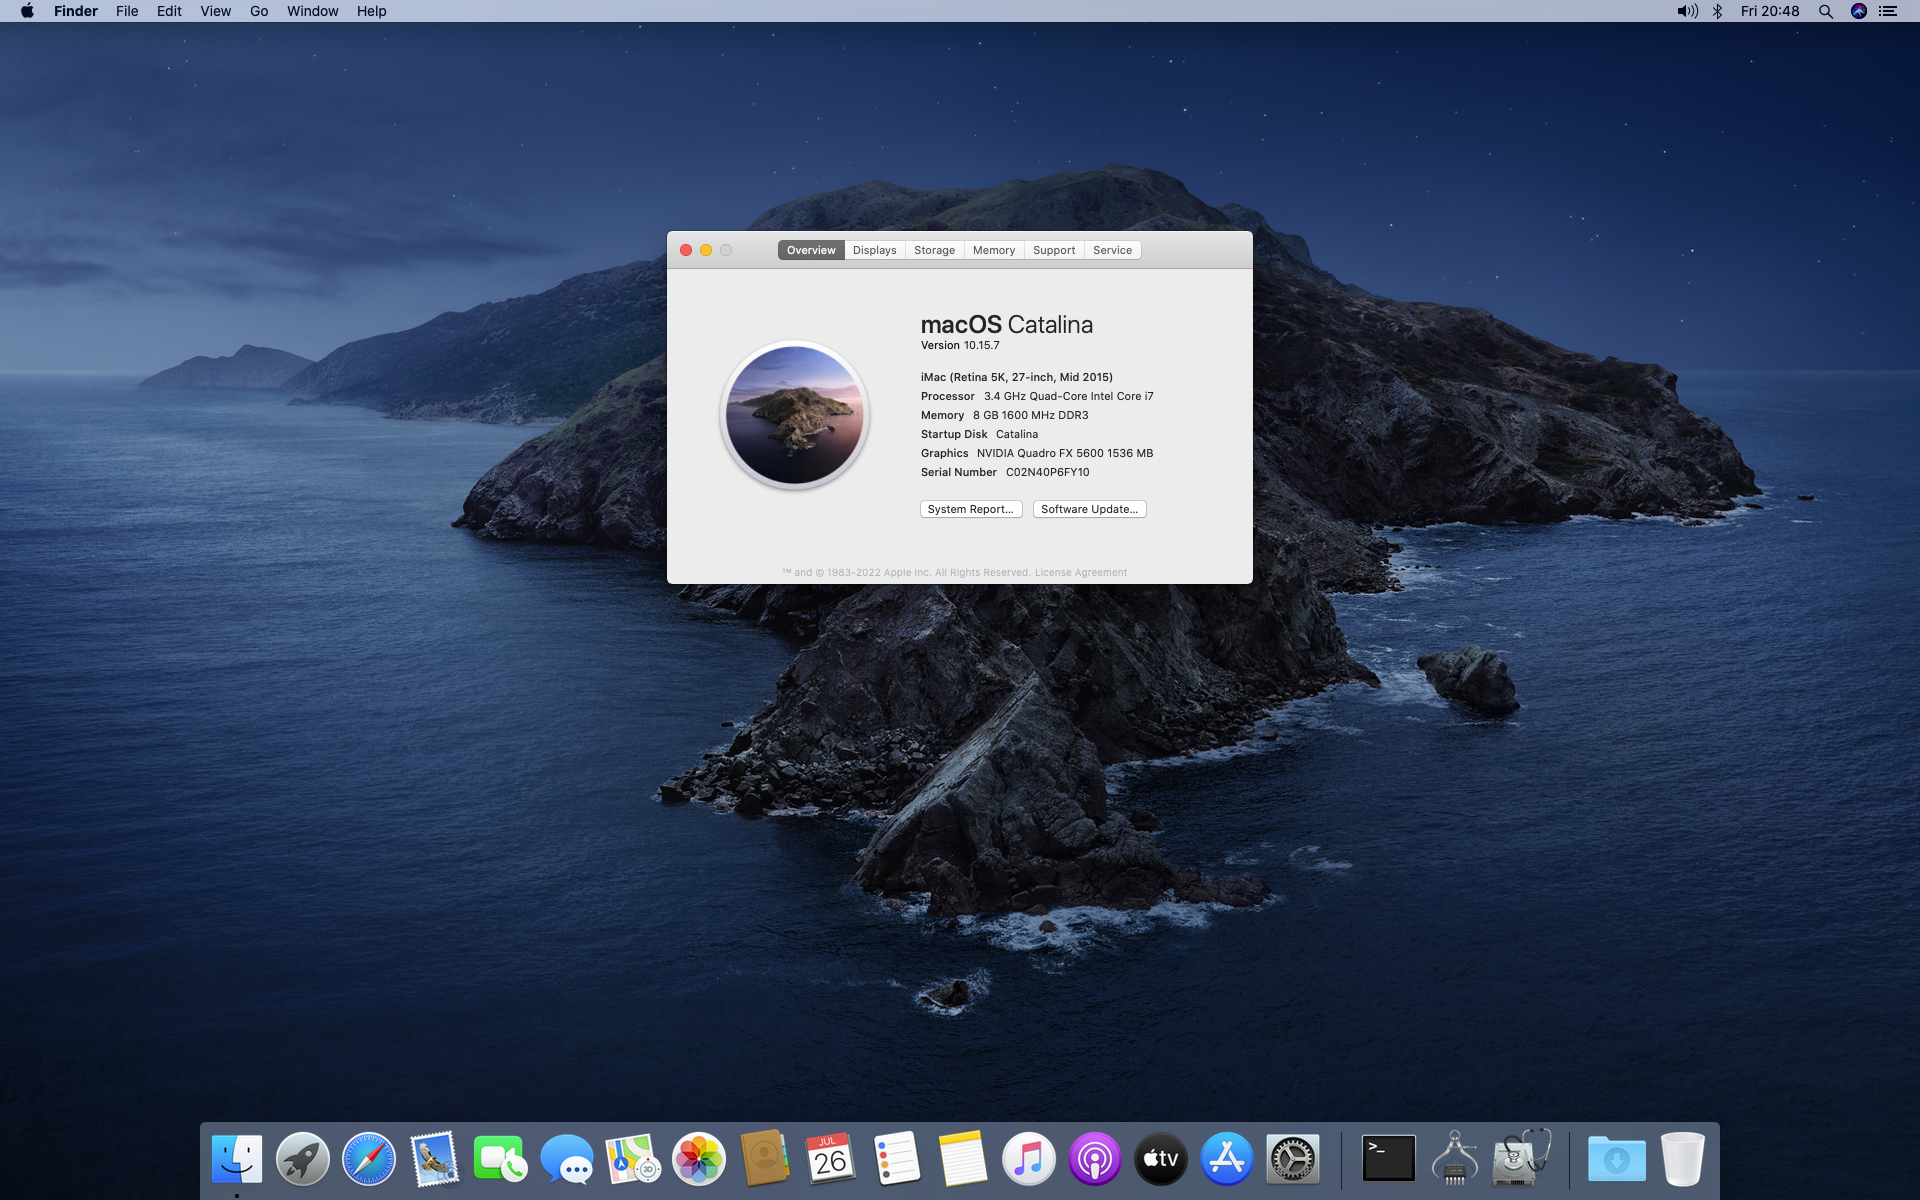 Finder File Edit View Go Window Help Fri 20:48
Overview Displays Storage Memory Support Service
macOS Catalina
Version 10.15.7
iMac (Retina 5K, 27-inch, Mid 2015)
Processor 3.4 GHz Quad-Core Intel Core i7
Memory 8 GB 1600 MHz DDR3
Startup Disk Catalina
Graphics NVIDIA Quadro FX 5600 1536 MB
Serial Number C02N40P6FY10
System Report... Software Update...
™ and © 1983-2022 Apple Inc. All Rights Reserved. License Agreement
3D
JUL
26
tv
>_